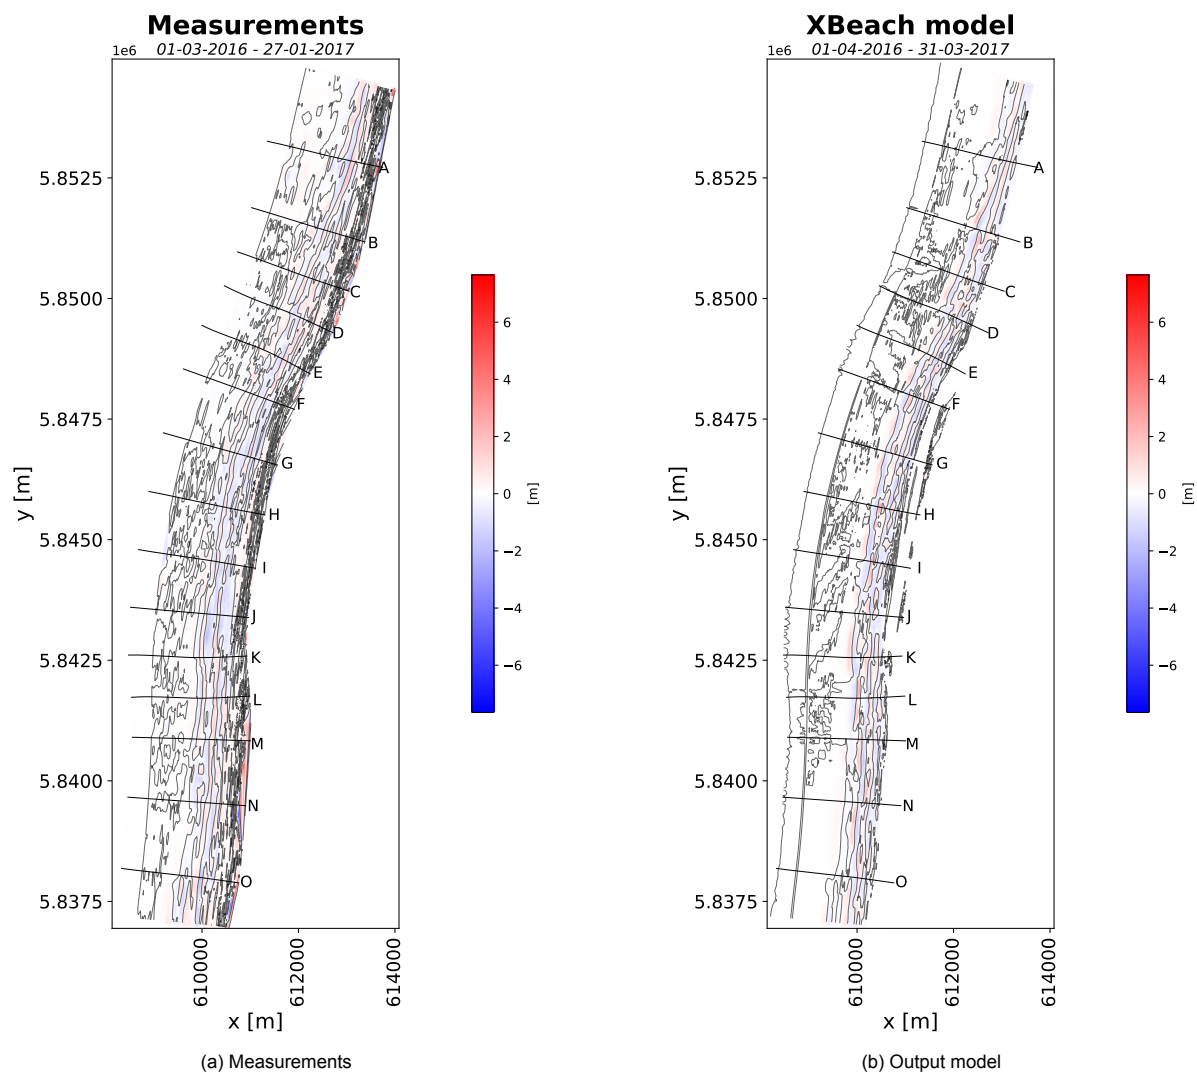 Measurements
1e6 01-03-2016 - 27-01-2017
5.8525
5.8500
5.8475
5.8450
5.8425
5.8400
5.8375
y [m]
A
B
C
D
E
F
G
H
I
J
K
L
M
N
O
610000
612000
614000
x [m]
6
4
2
0
−2
−4
−6
[m]
(a) Measurements
XBeach model
1e6 01-04-2016 - 31-03-2017
5.8525
5.8500
5.8475
5.8450
5.8425
5.8400
5.8375
y [m]
A
B
C
D
E
F
G
H
I
J
K
L
M
N
O
610000
612000
614000
x [m]
6
4
2
0
−2
−4
−6
[m]
(b) Output model